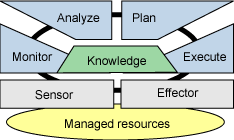 Analyze
Plan
Monitor
Knowledge
Execute
Sensor
Effector
Managed resources